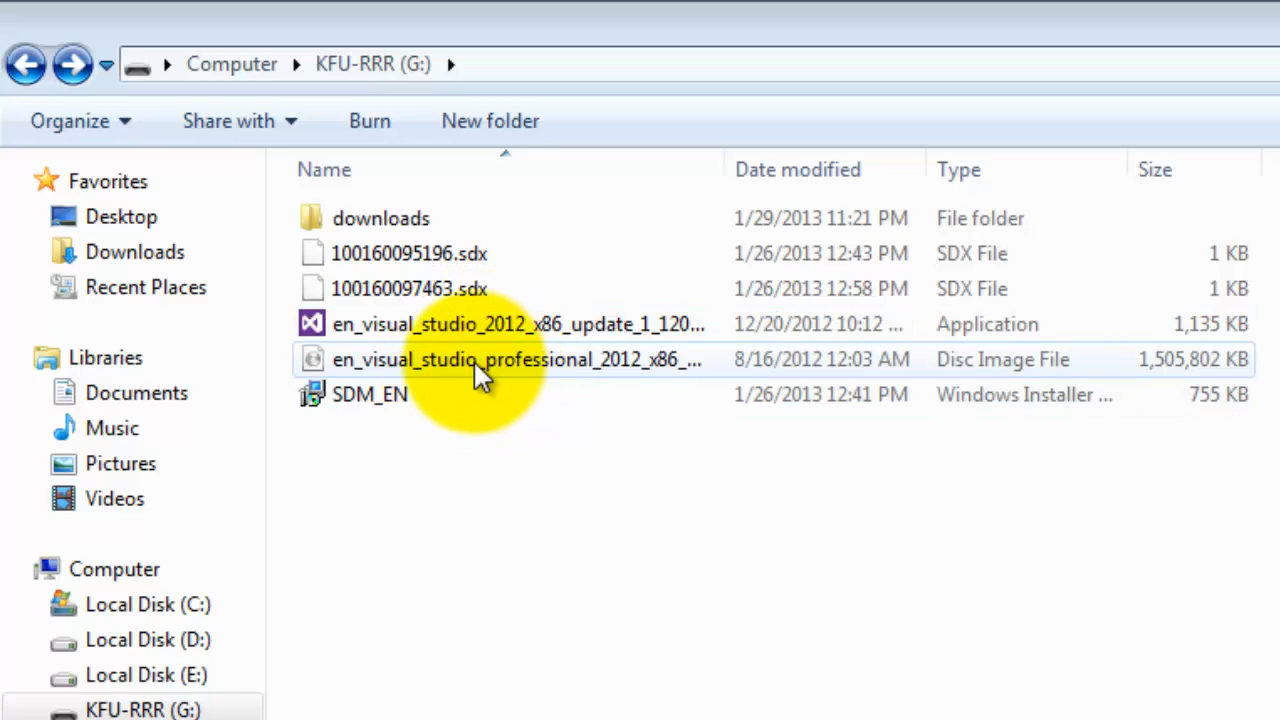 Computer KFU-RRR (G:)
Organize Share with Burn New folder
Name Date modified Type Size
Favorites
Desktop
Downloads
Recent Places
Libraries
Documents
Music
Pictures
Videos
Computer
Local Disk (C:)
Local Disk (D:)
Local Disk (E:)
KFU-RRR (G:)
downloads 1/29/2013 11:21 PM File folder
100160095196.sdx 1/26/2013 12:43 PM SDX File 1 KB
100160097463.sdx 1/26/2013 12:58 PM SDX File 1 KB
en_visual_studio_2012_x86_update_1_120... 12/20/2012 10:12 ... Application 1,135 KB
en_visual_studio_professional_2012_x86_... 8/16/2012 12:03 AM Disc Image File 1,505,802 KB
SDM_EN 1/26/2013 12:41 PM Windows Installer ... 755 KB